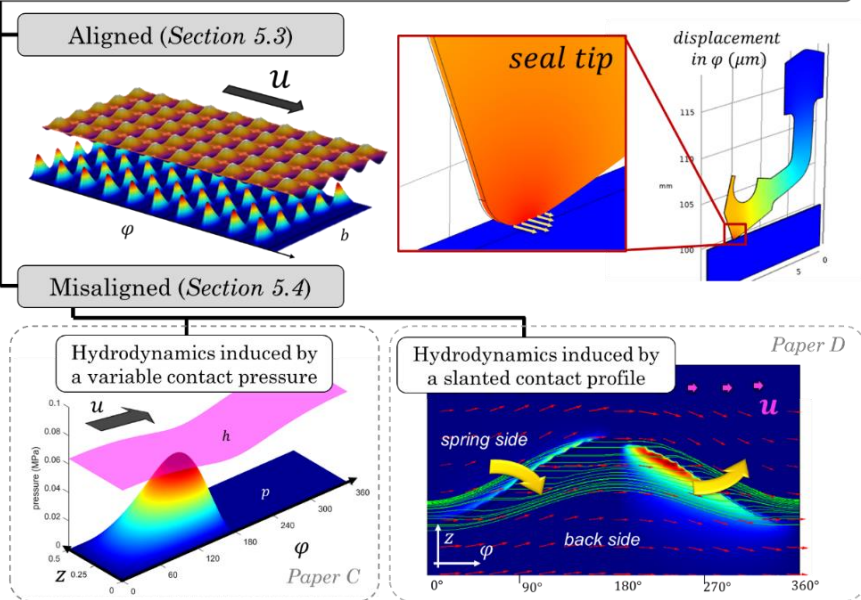 Aligned (Section 5.3)
u
φ
b
seal tip
displacement
in φ (μm)
115
110
mm
105
100
5
0
Misaligned (Section 5.4)
Hydrodynamics induced by
a variable contact pressure
u
h
0.1
0.08
0.06
0.04
0.02
0
pressure (MPa)
p
360
300
240
180
120
60
0
φ
0.5
0.25
0
z
Paper C
Paper D
Hydrodynamics induced by
a slanted contact profile
u
spring side
back side
z
φ
0°
90°
180°
270°
360°